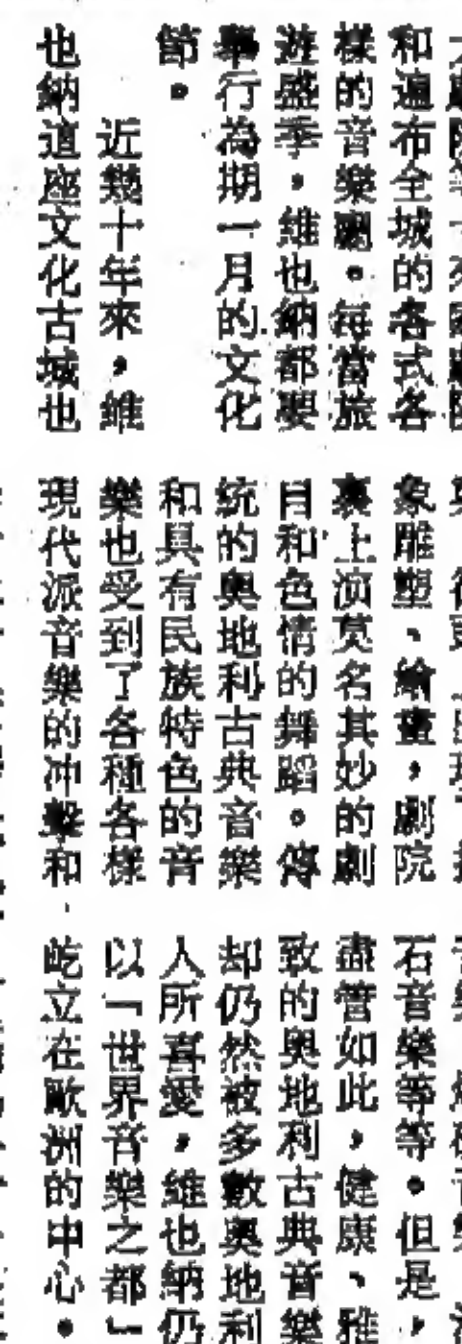 和遍布全城的各式各
樣的音樂廳。每當旅
遊盛季，維也納都要
舉行為期一月的文化
節。
近幾十年來，維
也納這座文化古城也
象雕塑、繪畫，劇院
裏上演莫名其妙的劇
目和色情的舞蹈。傳
统的奥地利古典音樂
和具有民族特色的音
樂也受到了各種各樣
現代派音樂的冲擊和
石音樂等等。但是，
盡管如此，健康、雅
致的奥地利古典音樂
却仍然被多數奥地利
人所喜愛，維也納仍
以「世界音樂之都」
屹立在歐洲的中心。